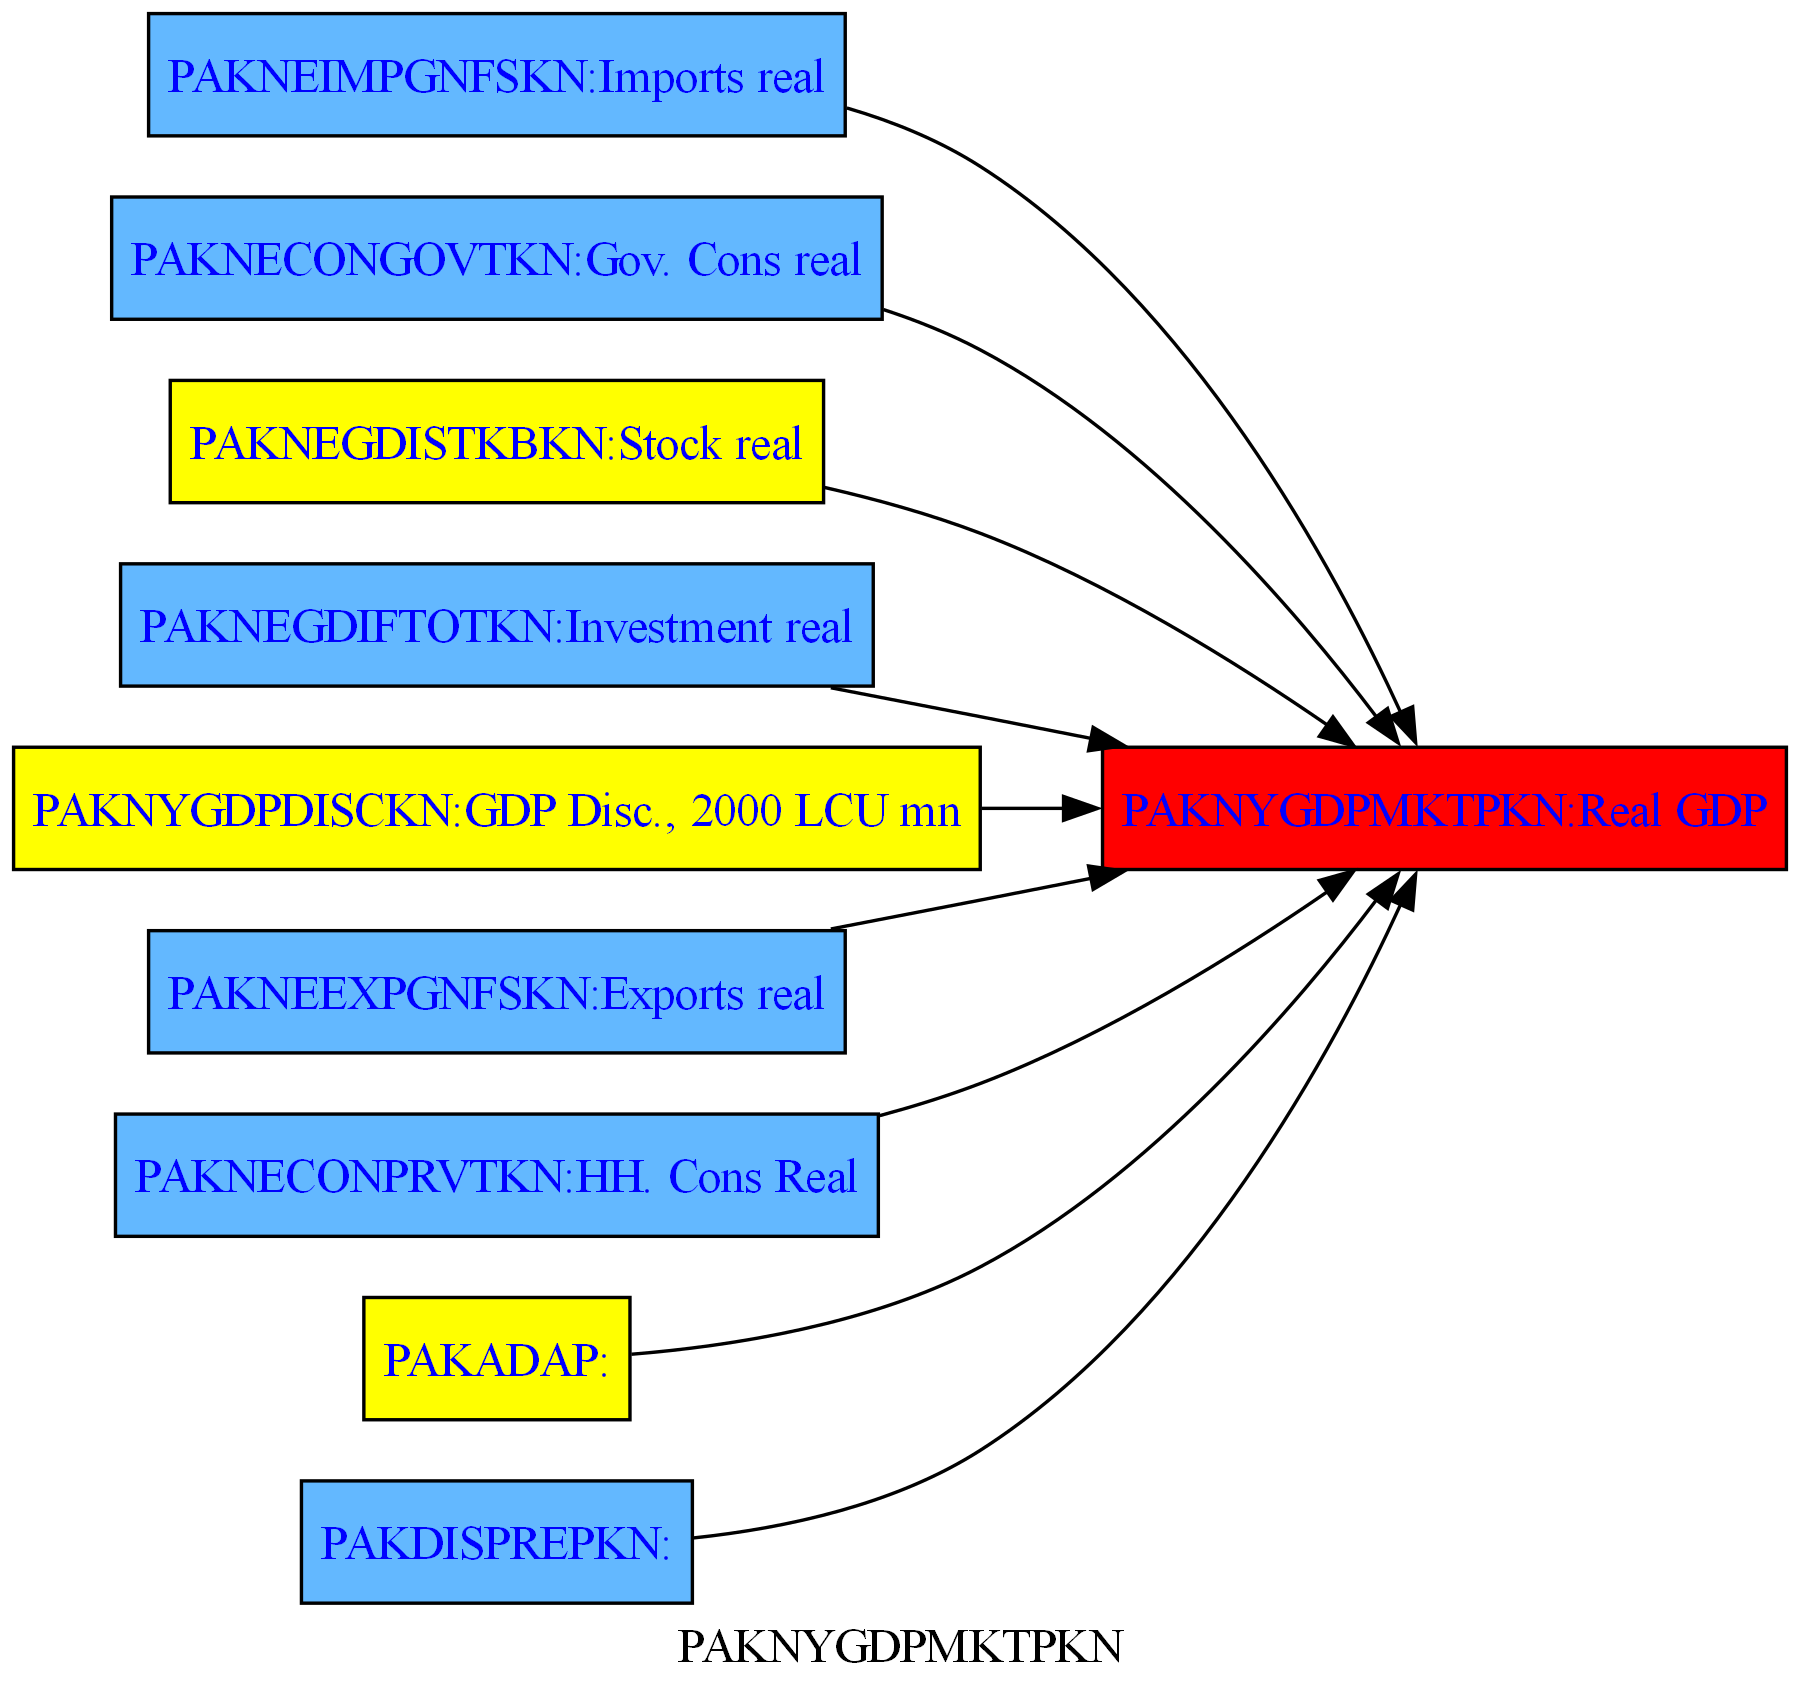 PAKNEIMPGNFSKN:Imports real
PAKNECONGOVTKN:Gov. Cons real
PAKNEGDISTKBKN:Stock real
PAKNEGDIFTOTKN:Investment real
PAKNYGDPDISCKN:GDP Disc., 2000 LCU mn
PAKNYGDPMKTPKN:Real GDP
PAKNEEXPGNFSKN:Exports real
PAKNECONPRVTKN:HH. Cons Real
PAKADAP:
PAKDISPREPKN:
PAKNYGDPMKTPKN